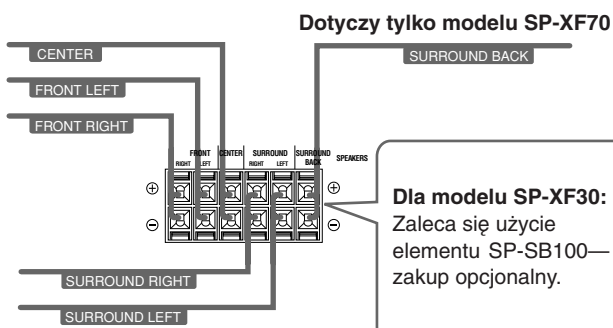 Dotyczy tylko modelu SP-XF70
CENTER
SURROUND BACK
FRONT LEFT
FRONT RIGHT
FRONT CENTER SURROUND SURROUND
RIGHT LEFT RIGHT LEFT BACK SPEAKERS
Dla modelu SP-XF30:
Zaleca się użycie
elementu SP-SB100—
zakup opcjonalny.
SURROUND RIGHT
SURROUND LEFT